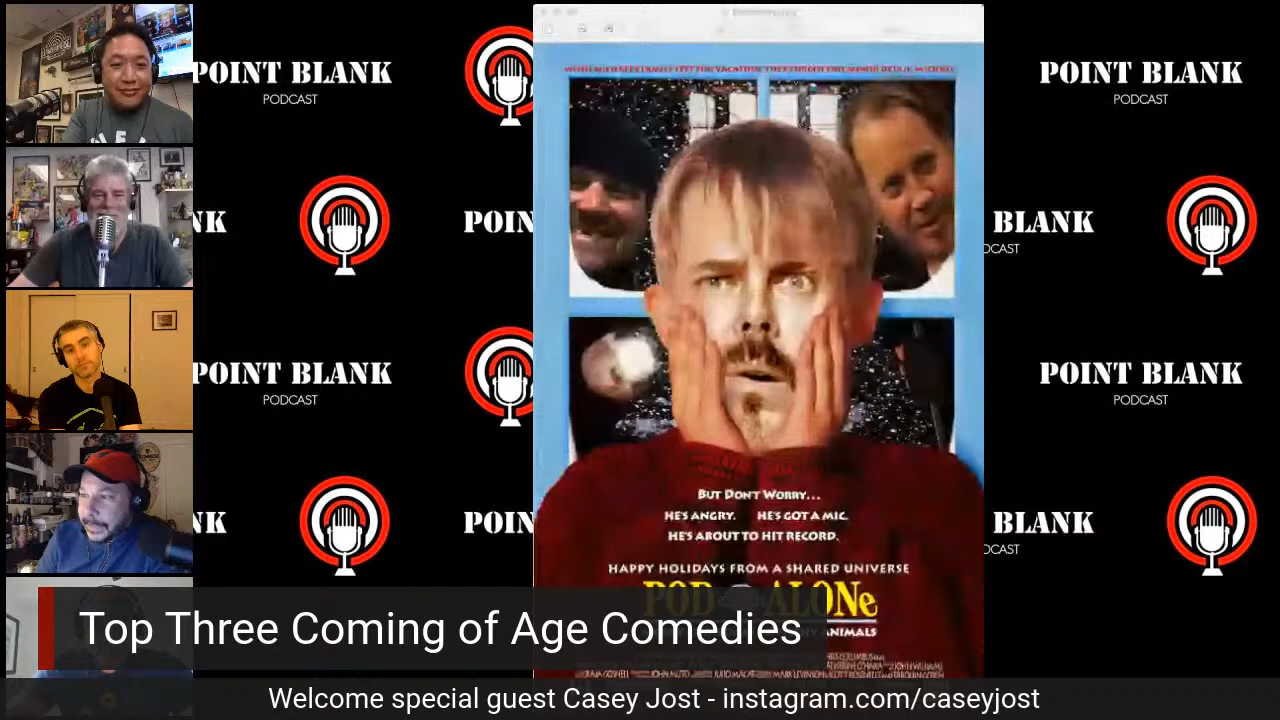 POINT BLANK
PODCAST
POINT BLANK
PODCAST
NK
POIN
BLANK
DCAST
POINT BLANK
PODCAST
POINT BLANK
PODCAST
NK
POIN
BLANK
DCAST
BUT DON'T WORRY...
HE'S ANGRY. HE'S GOT A MIC.
HE'S ABOUT TO HIT RECORD.
HAPPY HOLIDAYS FROM A SHARED UNIVERSE
POD ALONe
ANIMALS
Top Three Coming of Age Comedies
Welcome special guest Casey Jost - instagram.com/caseyjost